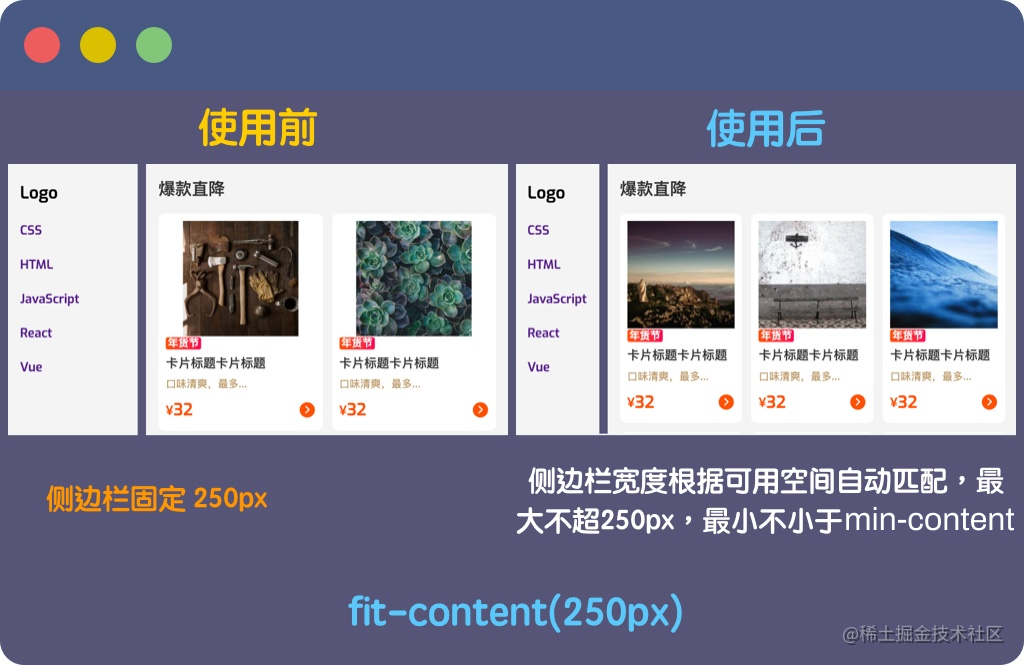 使用前
使用后
Logo
CSS
HTML
JavaScript
React
Vue
爆款直降
年货节
卡片标题卡片标题
口味清爽，最多...
¥32
年货节
卡片标题卡片标题
口味清爽，最多...
¥32
Logo
CSS
HTML
JavaScript
React
Vue
爆款直降
年货节
卡片标题卡片标题
口味清爽，最多...
¥32
年货节
卡片标题卡片标题
口味清爽，最多...
¥32
年货节
卡片标题卡片标题
口味清爽，最多...
¥32
侧边栏固定 250px
侧边栏宽度根据可用空间自动匹配，最
大不超250px，最小不小于min-content
fit-content(250px)
@稀土掘金技术社区